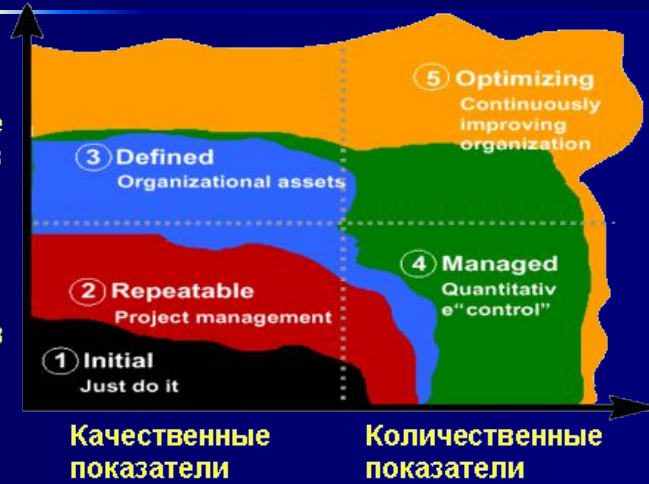 5 Optimizing
Continuously
improving
organization
3 Defined
Organizational assets
4 Managed
Quantitativ
e“control”
2 Repeatable
Project management
1 Initial
Just do it
Качественные
показатели
Количественные
показатели